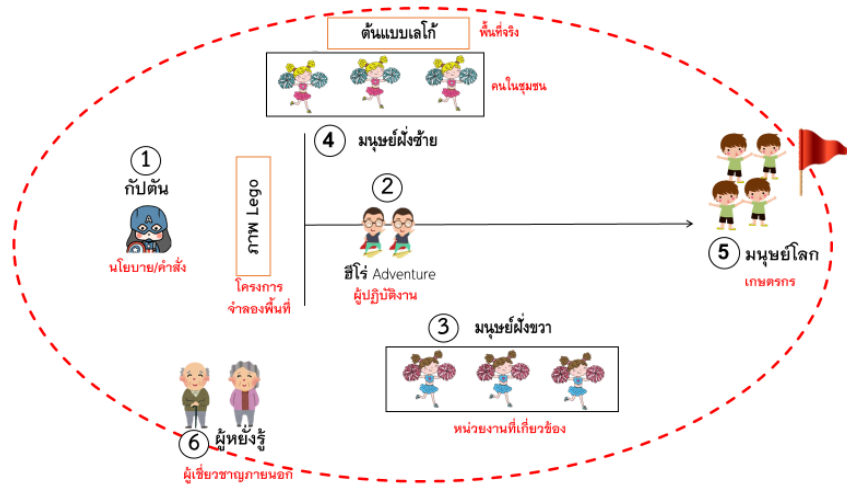 ต้นแบบเลโก้
พื้นที่จริง
คนในชุมชน
4 มนุษย์ฝั่งซ้าย
1
กัปตัน
นโยบาย/คำสั่ง
ภาพ Lego
โครงการ
จำลองพื้นที่
2
ฮีโร่ Adventure
ผู้ปฏิบัติงาน
5 มนุษย์โลก
เกษตรกร
3 มนุษย์ฝั่งขวา
หน่วยงานที่เกี่ยวข้อง
6 ผู้หยั่งรู้
ผู้เชี่ยวชาญภายนอก